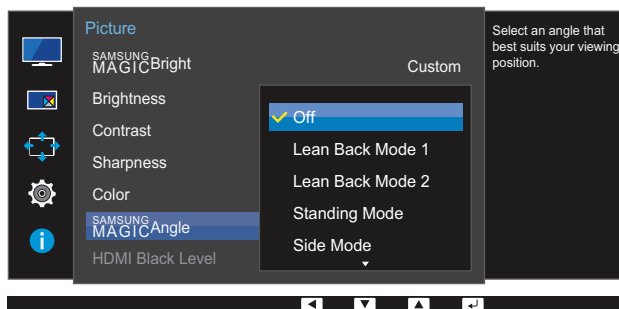 Picture
SAMSUNG
MAGICBright Custom
Brightness
Contrast
Sharpness
Color
SAMSUNG
MAGICAngle
HDMI Black Level
Off
Lean Back Mode 1
Lean Back Mode 2
Standing Mode
Side Mode
Select an angle that
best suits your viewing
position.